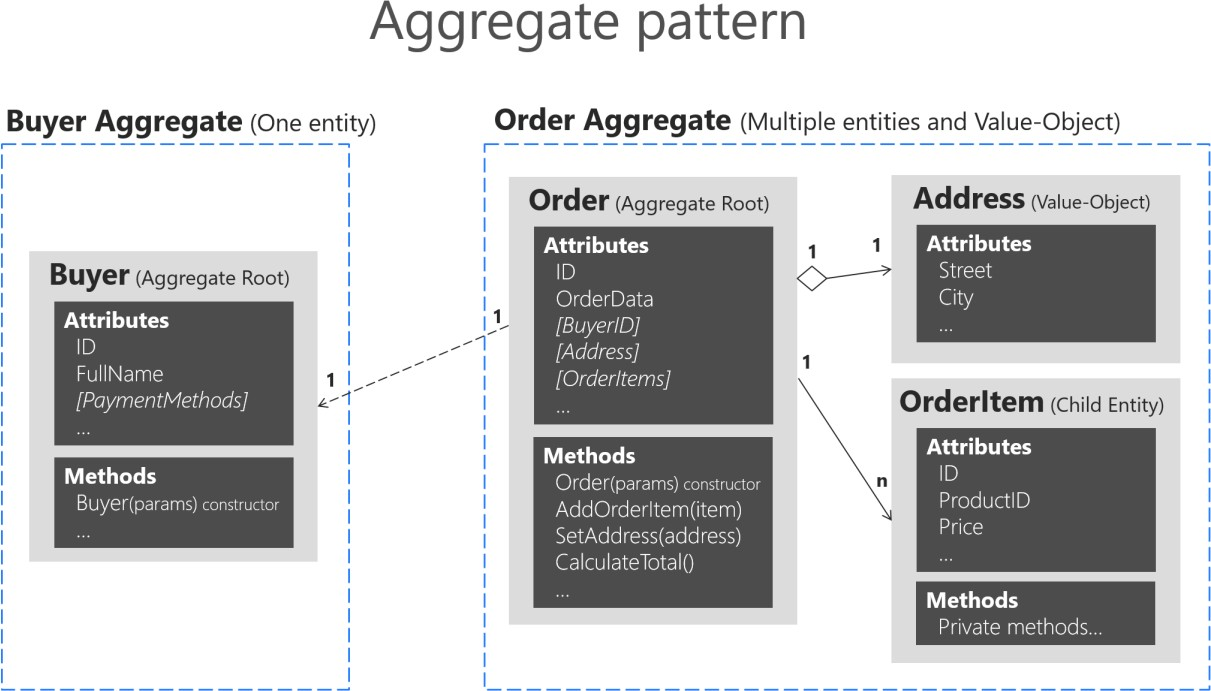 Aggregate pattern
Buyer Aggregate (One entity)
Buyer (Aggregate Root)
Attributes
ID
FullName
[PaymentMethods]
...
Methods
Buyer(params) constructor
...
1
1
Order Aggregate (Multiple entities and Value-Object)
Order (Aggregate Root)
Attributes
ID
OrderData
[BuyerID]
[Address]
[OrderItems]
...
Methods
Order(params) constructor
AddOrderItem(item)
SetAddress(address)
CalculateTotal()
...
1
1
Address (Value-Object)
Attributes
Street
City
...
1
n
OrderItem (Child Entity)
Attributes
ID
ProductID
Price
...
Methods
Private methods...